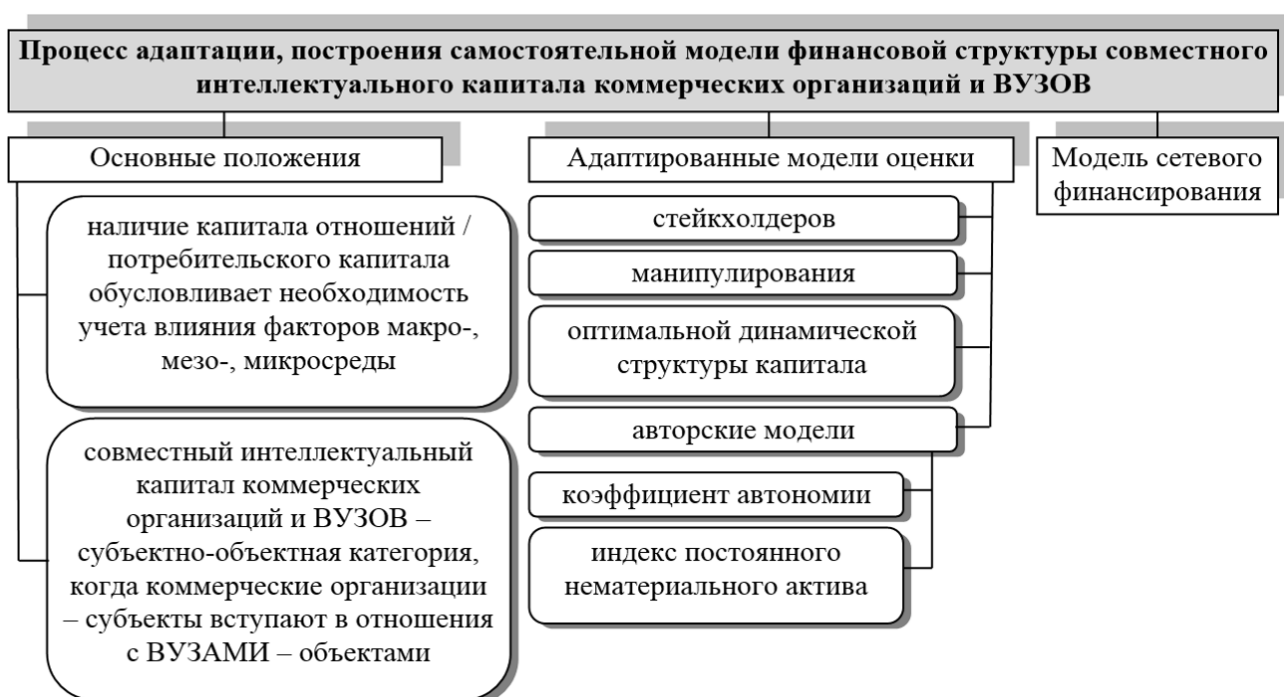 Процесс адаптации, построения самостоятельной модели финансовой структуры совместного
интеллектуального капитала коммерческих организаций и ВУЗОВ
Основные положения
наличие капитала отношений /
потребительского капитала
обусловливает необходимость
учета влияния факторов макро-,
мезо-, микросреды
совместный интеллектуальный
капитал коммерческих
организаций и ВУЗОВ –
субъектно-объектная категория,
когда коммерческие организации
– субъекты вступают в отношения
с ВУЗАМИ – объектами
Адаптированные модели оценки
стейкхолдеров
манипулирования
оптимальной динамической
структуры капитала
авторские модели
коэффициент автономии
индекс постоянного
нематериального актива
Модель сетевого
финансирования